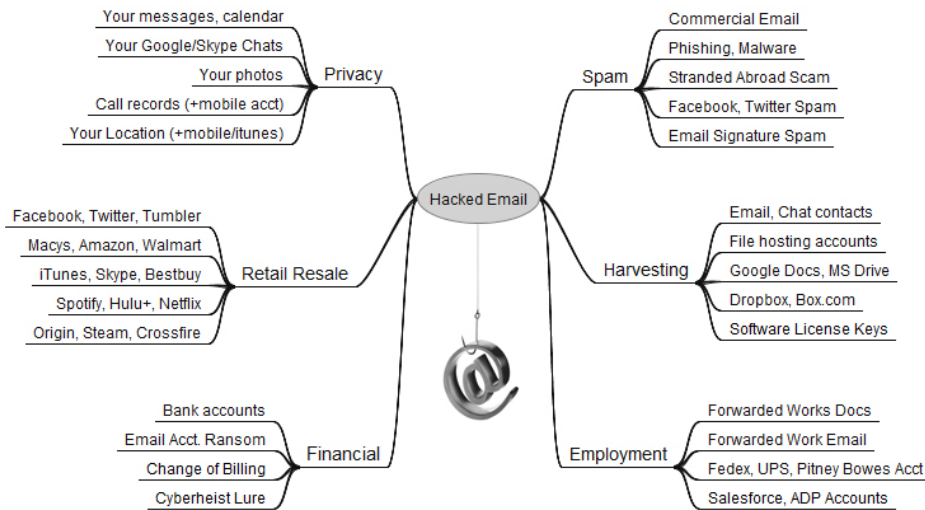 Your messages, calendar
Your Google/Skype Chats
Your photos
Call records (+mobile acct)
Your Location (+mobile/itunes)
Privacy
Facebook, Twitter, Tumbler
Macys, Amazon, Walmart
iTunes, Skype, Bestbuy
Spotify, Hulu+, Netflix
Origin, Steam, Crossfire
Retail Resale
Bank accounts
Email Acct. Ransom
Change of Billing
Cyberheist Lure
Financial
Hacked Email
@
Spam
Commercial Email
Phishing, Malware
Stranded Abroad Scam
Facebook, Twitter Spam
Email Signature Spam
Harvesting
Email, Chat contacts
File hosting accounts
Google Docs, MS Drive
Dropbox, Box.com
Software License Keys
Employment
Forwarded Works Docs
Forwarded Work Email
Fedex, UPS, Pitney Bowes Acct
Salesforce, ADP Accounts